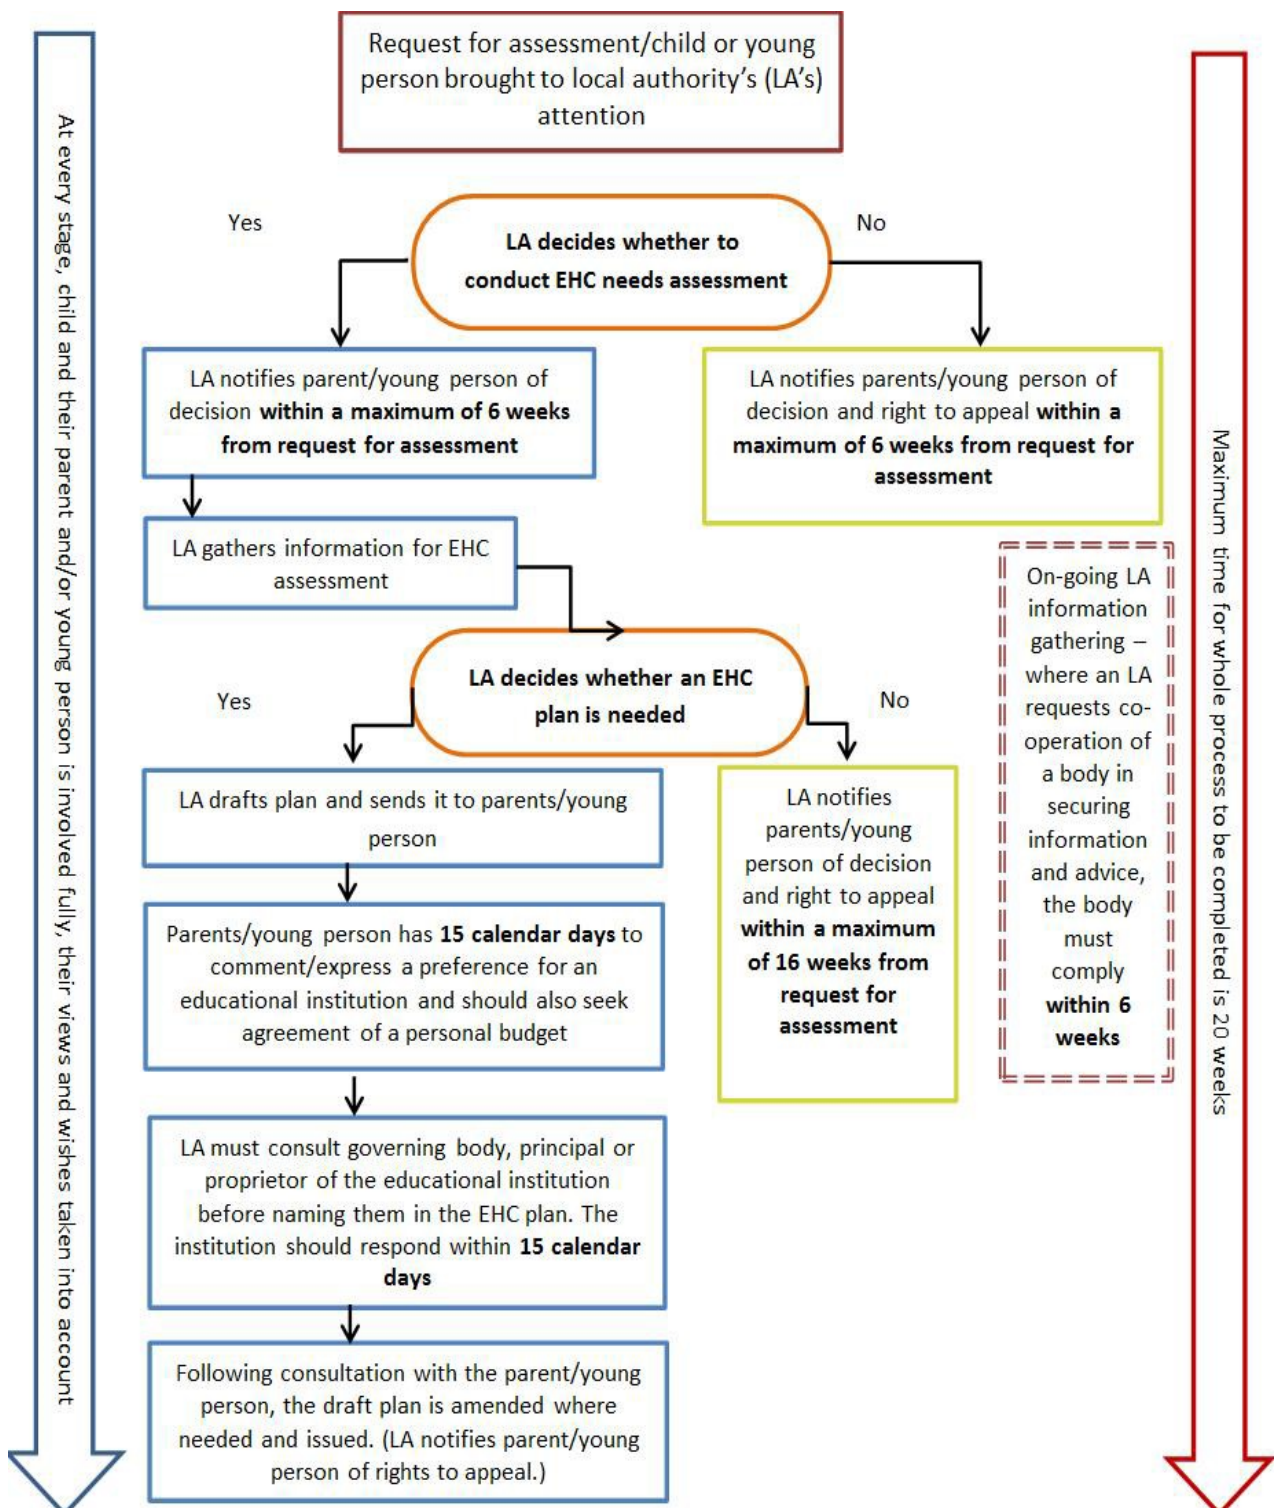 Request for assessment/child or young
person brought to local authority's (LA's)
attention
At every stage, child and their parent and/or young person is involved fully, their views and wishes taken into account
Maximum time for whole process to be completed is 20 weeks
Yes
LA decides whether to
conduct EHC needs assessment
No
LA notifies parent/young person of
decision within a maximum of 6 weeks
from request for assessment
LA notifies parents/young person of
decision and right to appeal within a
maximum of 6 weeks from request for
assessment
LA gathers information for EHC
assessment
On-going LA
information
gathering –
where an LA
requests co-
operation of
a body in
securing
information
and advice,
the body
must
comply
within 6
weeks
Yes
LA decides whether an EHC
plan is needed
No
LA drafts plan and sends it to parents/young
person
LA notifies
parents/young
person of decision
and right to appeal
within a maximum
of 16 weeks from
request for
assessment
Parents/young person has 15 calendar days to
comment/express a preference for an
educational institution and should also seek
agreement of a personal budget
LA must consult governing body, principal or
proprietor of the educational institution
before naming them in the EHC plan. The
institution should respond within 15 calendar
days
Following consultation with the parent/young
person, the draft plan is amended where
needed and issued. (LA notifies parent/young
person of rights to appeal.)